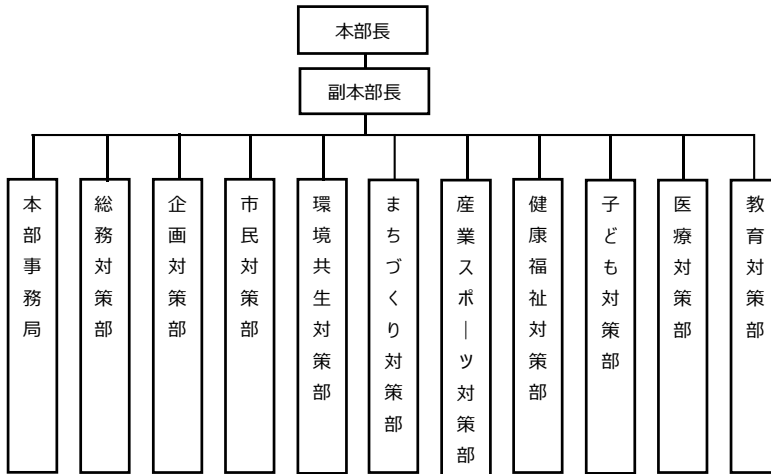 本部長
副本部長
本部事務局
総務対策部
企画対策部
市民対策部
環境共生対策部
まちづくり対策部
産業スポーツ対策部
健康福祉対策部
子ども対策部
医療対策部
教育対策部